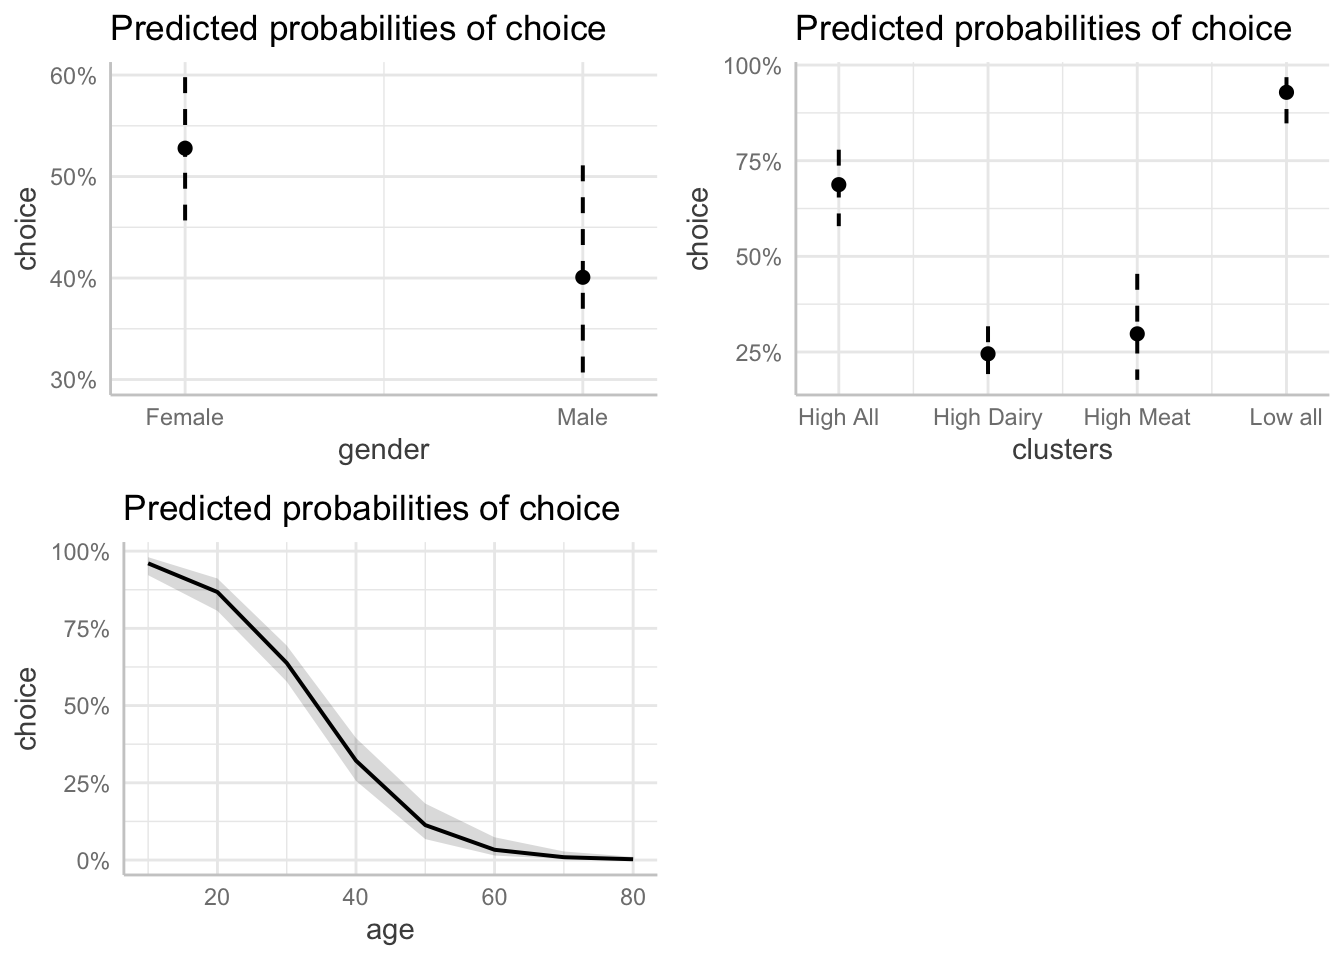 Predicted probabilities of choice
60%
50%
40%
30%
choice
Female
Male
gender
Predicted probabilities of choice
100%
75%
50%
25%
choice
High All
High Dairy
High Meat
Low all
clusters
Predicted probabilities of choice
100%
75%
50%
25%
0%
choice
20
40
60
80
age